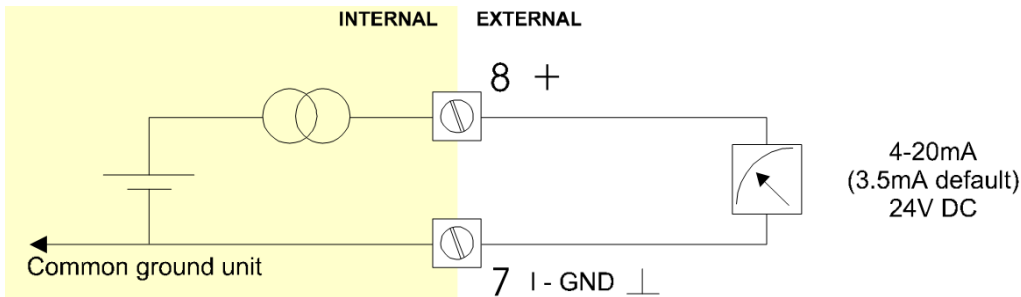 INTERNAL EXTERNAL
8 +
4-20mA
(3.5mA default)
24V DC
Common ground unit
7 I - GND